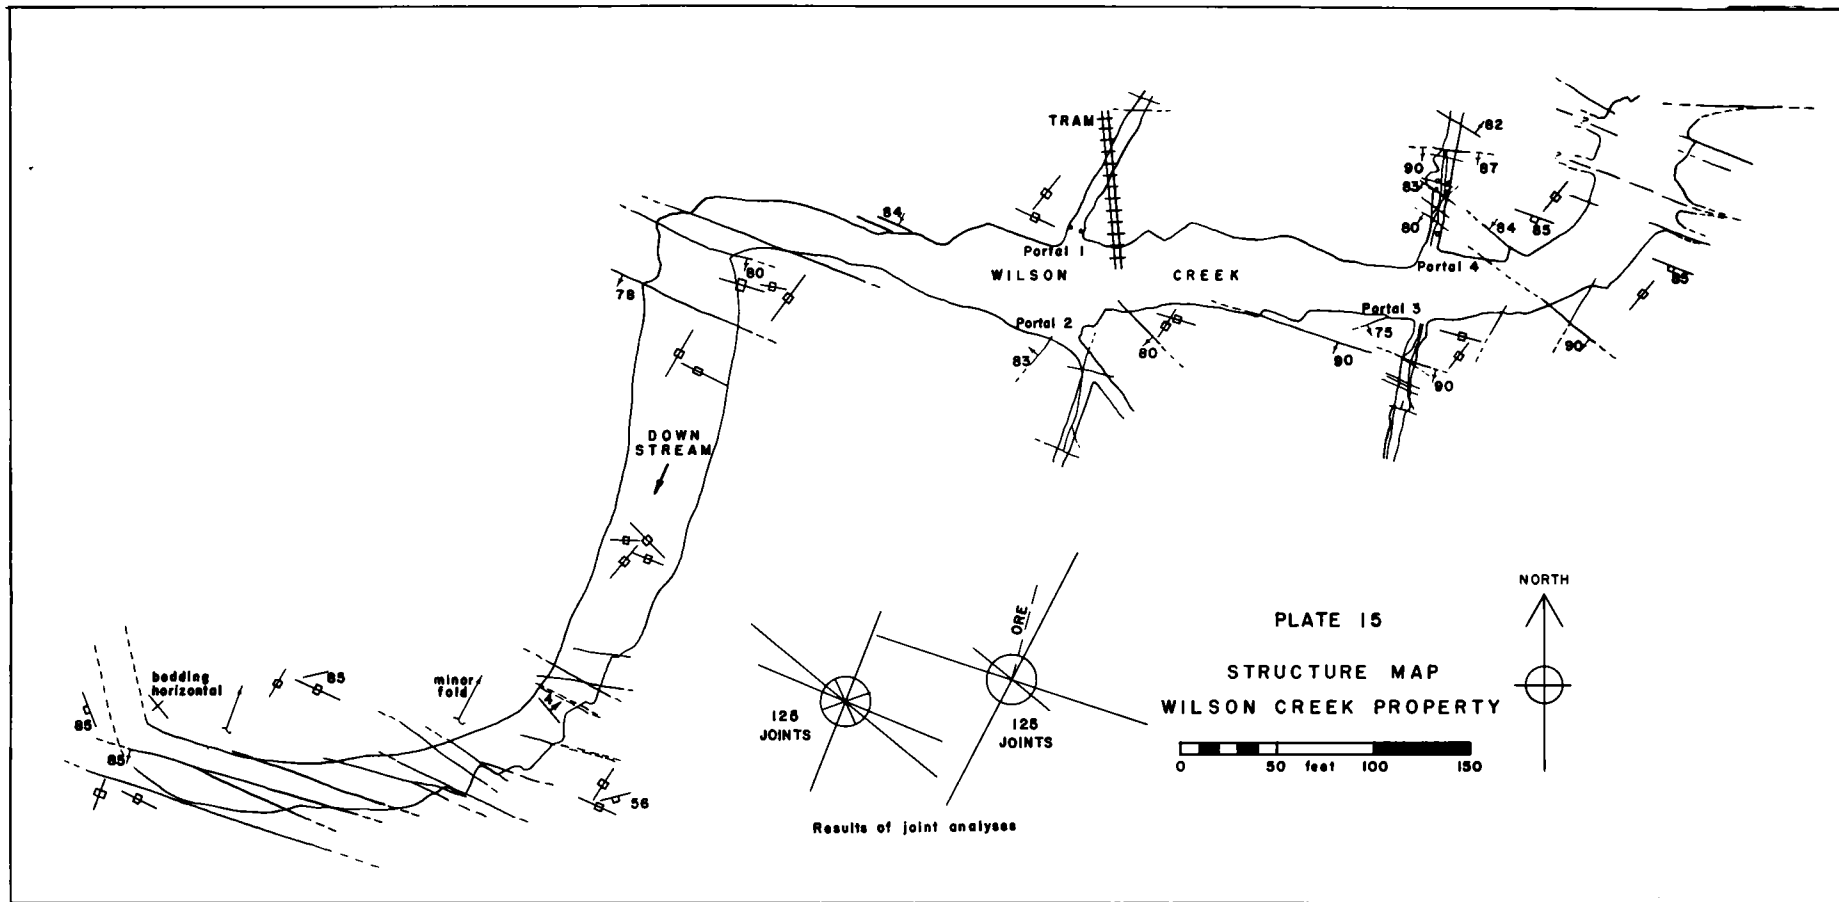 TRAM
82
90
87
83
80
84
85
84
Portal 1
Portal 4
WILSON CREEK
85
80
78
Portal 2
Portal 3
83
80
75
90
90
90
DOWN
STREAM
NORTH
ORE
PLATE 15
STRUCTURE MAP
WILSON CREEK PROPERTY
bedding
horizontal
85
minor
fold
85
85
125
JOINTS
125
JOINTS
0 50 feet 100 150
56
Results of joint analyses